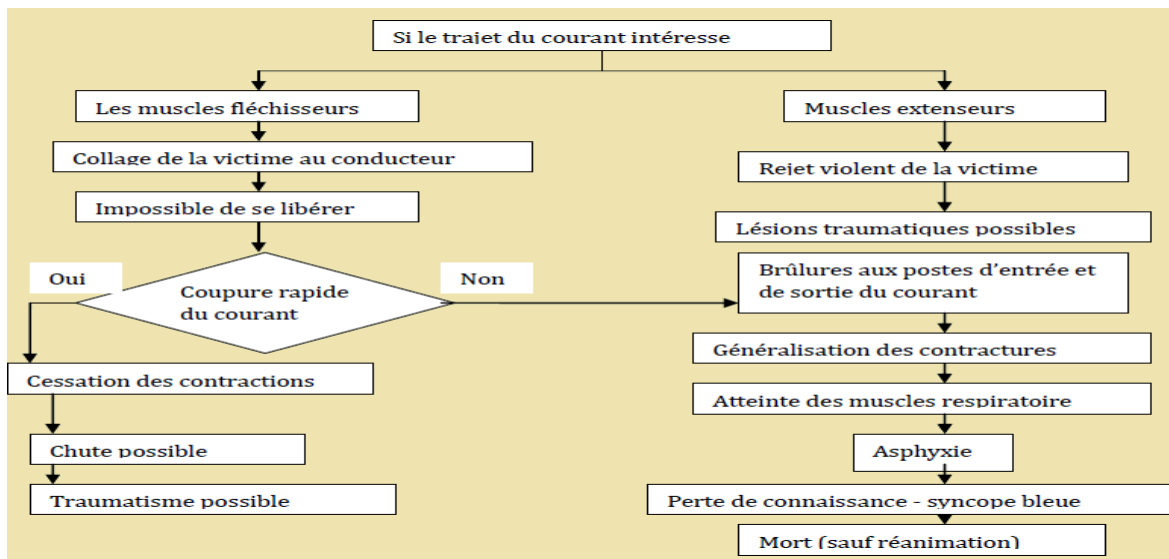 Si le trajet du courant intéresse
Les muscles fléchisseurs
Muscles extenseurs
Collage de la victime au conducteur
Rejet violent de la victime
Impossible de se libérer
Lésions traumatiques possibles
Oui
Coupure rapide
du courant
Non
Brûlures aux postes d’entrée et
de sortie du courant
Généralisation des contractures
Cessation des contractions
Atteinte des muscles respiratoire
Chute possible
Asphyxie
Traumatisme possible
Perte de connaissance - syncope bleue
Mort (sauf réanimation)